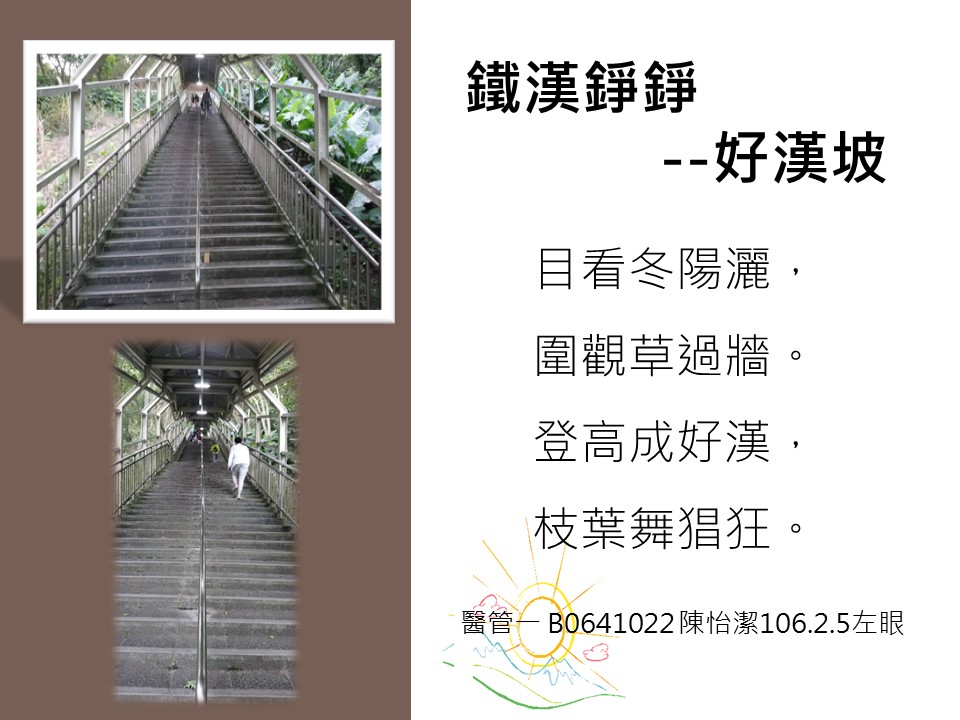 鐵漢錚錚
--好漢坡
目看冬陽灑，
圍觀草過牆。
登高成好漢，
枝葉舞猖狂。
醫管一 B0641022 陳怡潔106.2.5左眼